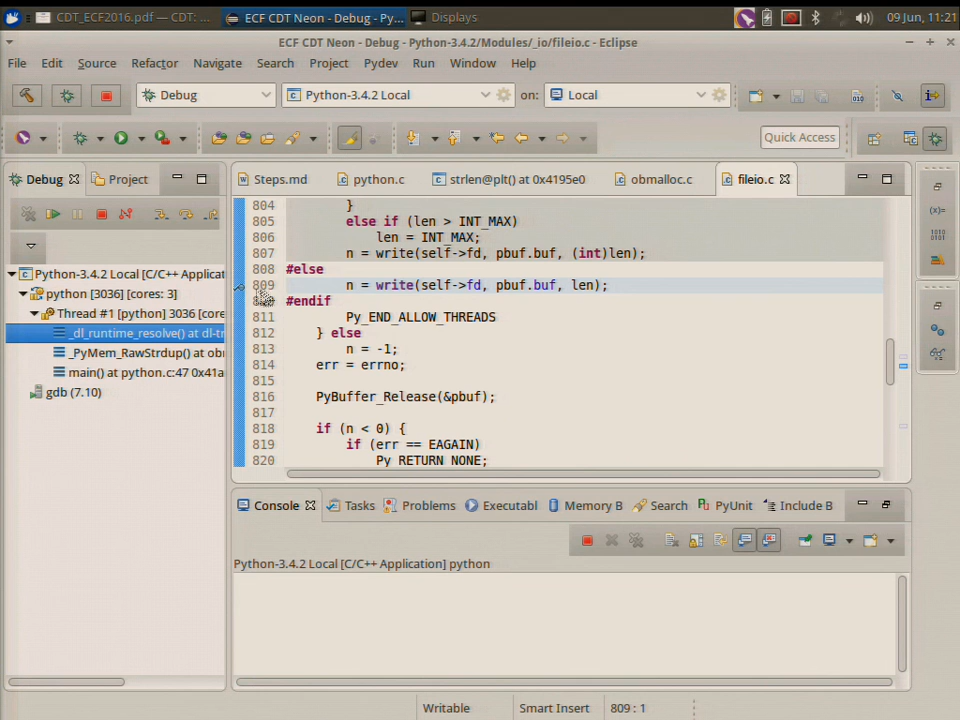 CDT_ECF2016.pdf — CDT: ...
ECF CDT Neon - Debug - Py...
Displays
09 Jun, 11:21
ECF CDT Neon - Debug - Python-3.4.2/Modules/_io/fileio.c - Eclipse
File Edit Source Refactor Navigate Search Project Pydev Run Window Help
Debug
Python-3.4.2 Local
on:
Local
Quick Access
Debug
Project
Steps.md
python.c
strlen@plt() at 0x4195e0
obmalloc.c
fileio.c
Python-3.4.2 Local [C/C++ Applicat
python [3036] [cores: 3]
Thread #1 [python] 3036 [core
_dl_runtime_resolve() at dl-tr
_PyMem_RawStrdup() at ob
main() at python.c:47 0x41a
gdb (7.10)
804 }
805 else if (len > INT_MAX)
806 len = INT_MAX;
807 n = write(self->fd, pbuf.buf, (int)len);
808 #else
809 n = write(self->fd, pbuf.buf, len);
#endif
811 Py_END_ALLOW_THREADS
812 } else
813 n = -1;
814 err = errno;
815
816 PyBuffer_Release(&pbuf);
817
818 if (n < 0) {
819 if (err == EAGAIN)
820 Py_RETURN_NONE;
Console
Tasks
Problems
Executabl
Memory B
Search
PyUnit
Include B
Python-3.4.2 Local [C/C++ Application] python
Writable
Smart Insert
809 : 1